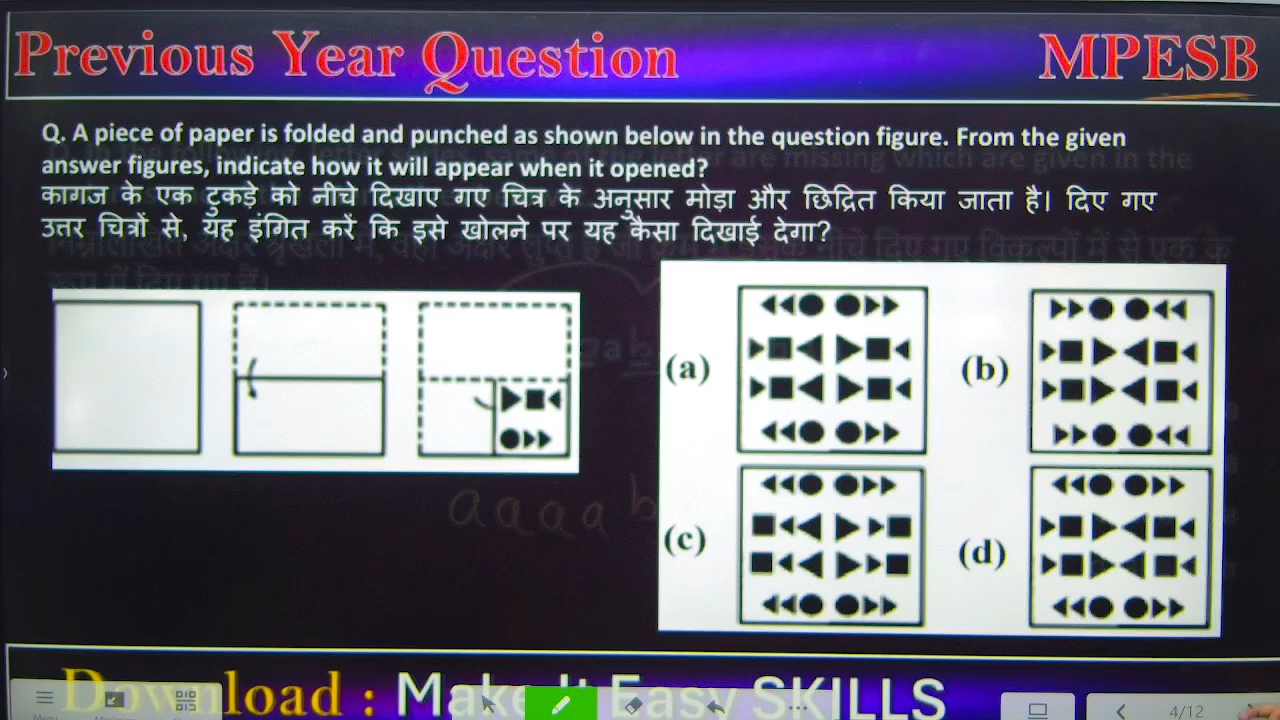 Previous Year Question MPESB
Q. A piece of paper is folded and punched as shown below in the question figure. From the given
answer figures, indicate how it will appear when it opened?
कागज के एक टुकड़े को नीचे दिखाए गए चित्र के अनुसार मोड़ा और छिद्रित किया जाता है। दिए गए
उत्तर चित्रों से, यह इंगित करें कि इसे खोलने पर यह कैसा दिखाई देगा?
(a)
(b)
(c)
(d)
aaaa b
Download : Make It Easy SKILLS
4/12